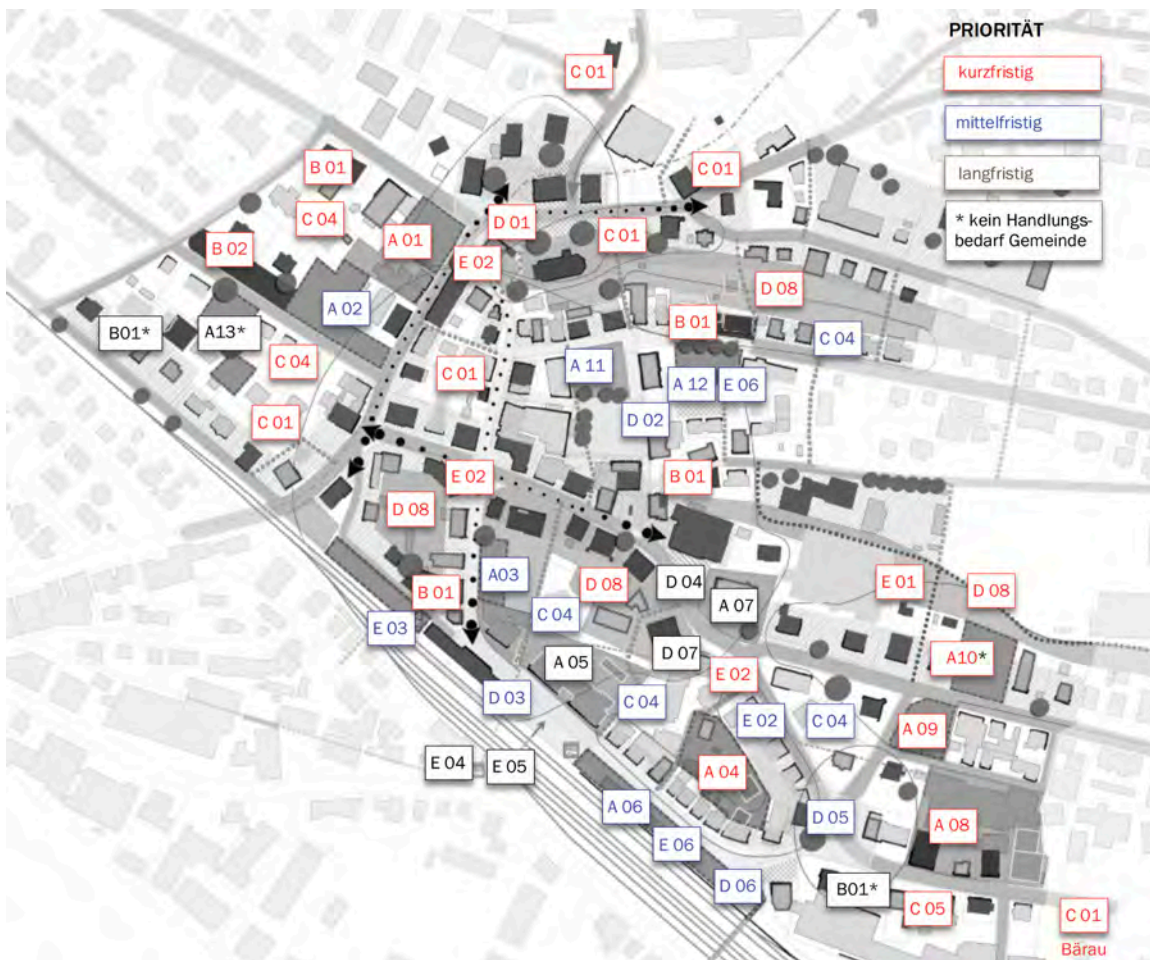 PRIORITÄT
kurzfristig
mittelfristig
langfristig
* kein Handlungs-
bedarf Gemeinde
C 01
B 01
C 01
C 04
D 01
C 01
A 01
B 02
E 02
D 08
A 02
B 01
B01*
A13*
C 04
C 04
A 11
C 01
A 12
E 06
D 02
C 01
E 02
B 01
D 08
A03
D 08
D 04
E 01
D 08
B 01
A 07
C 04
E 03
D 07
A 05
A10*
E 02
D 03
C 04
E 02
C 04
A 09
E 04
E 05
A 04
A 06
D 05
A 08
E 06
D 06
B01*
C 05
C 01
Bärau